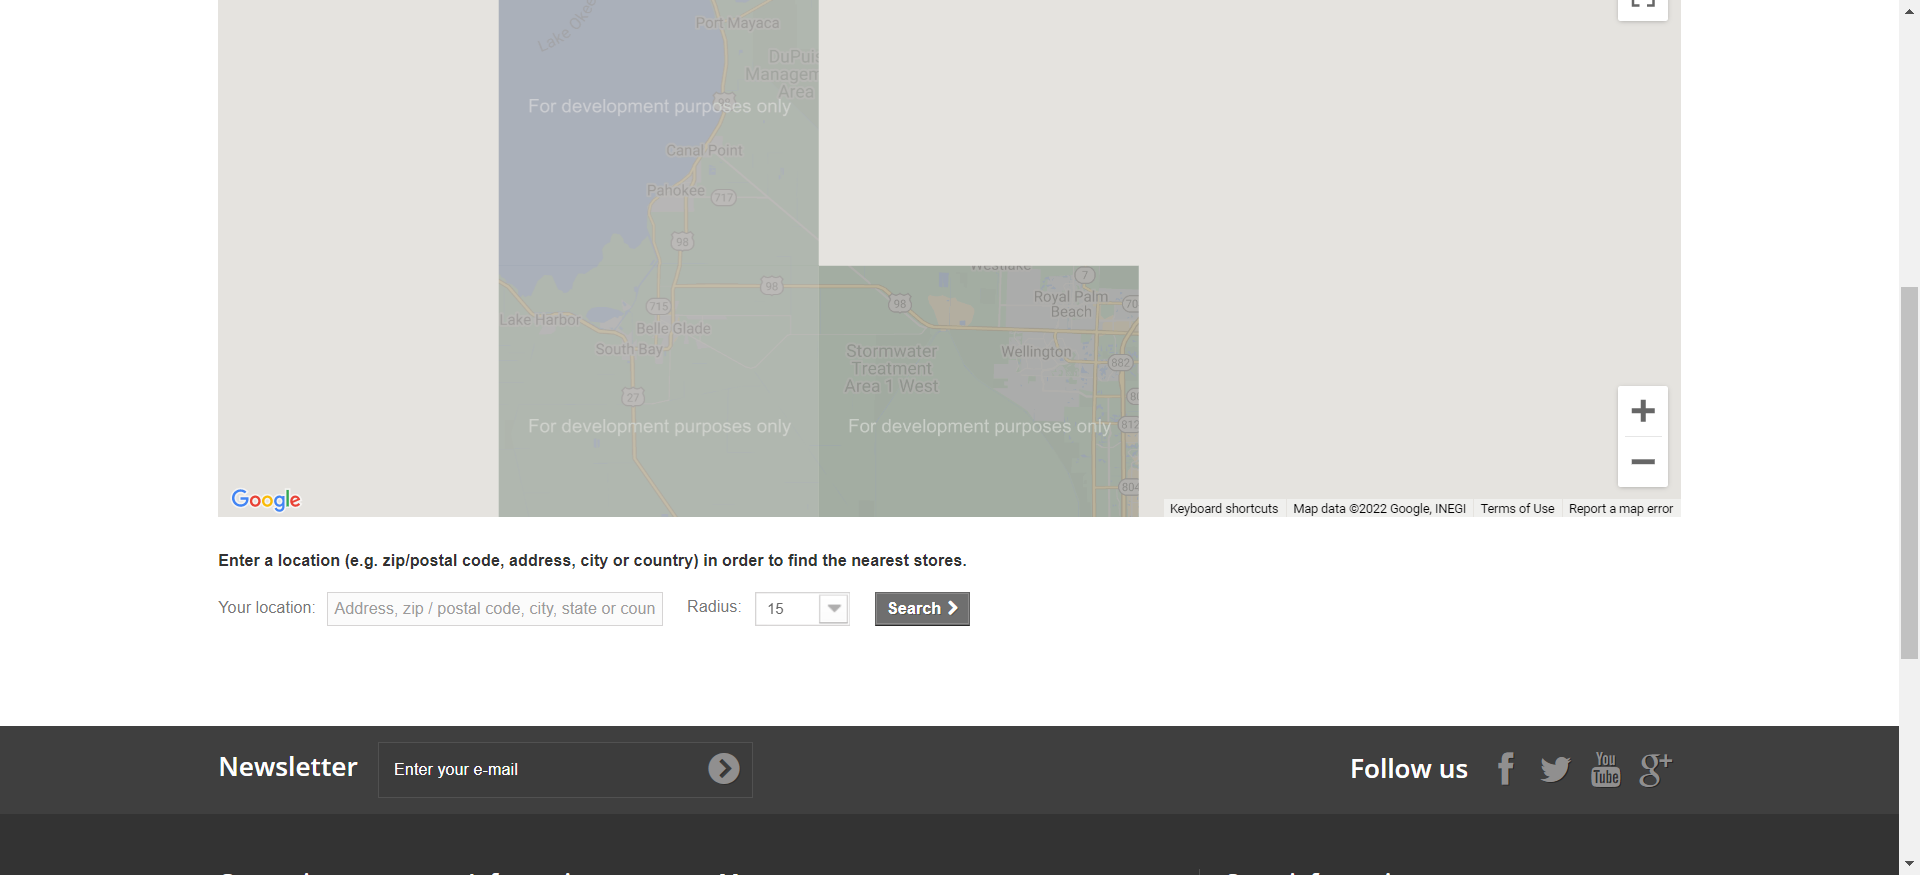 Port Mayaca
Lake Okee
DuPuis
Managem
Area
For development purposes only
Canal Point
Pahokee
717
98
98
Westlake
7
Royal Palm
Beach
70
98
715
Lake Harbor
Belle Glade
South Bay
Stormwater
Treatment
Area 1 West
Wellington
882
27
For development purposes only
For development purposes only
812
804
Google
Keyboard shortcuts
Map data ©2022 Google, INEGI
Terms of Use
Report a map error
Enter a location (e.g. zip/postal code, address, city or country) in order to find the nearest stores.
Your location: Address, zip / postal code, city, state or coun Radius: 15 Search
Newsletter Enter your e-mail Follow us You Tube g+